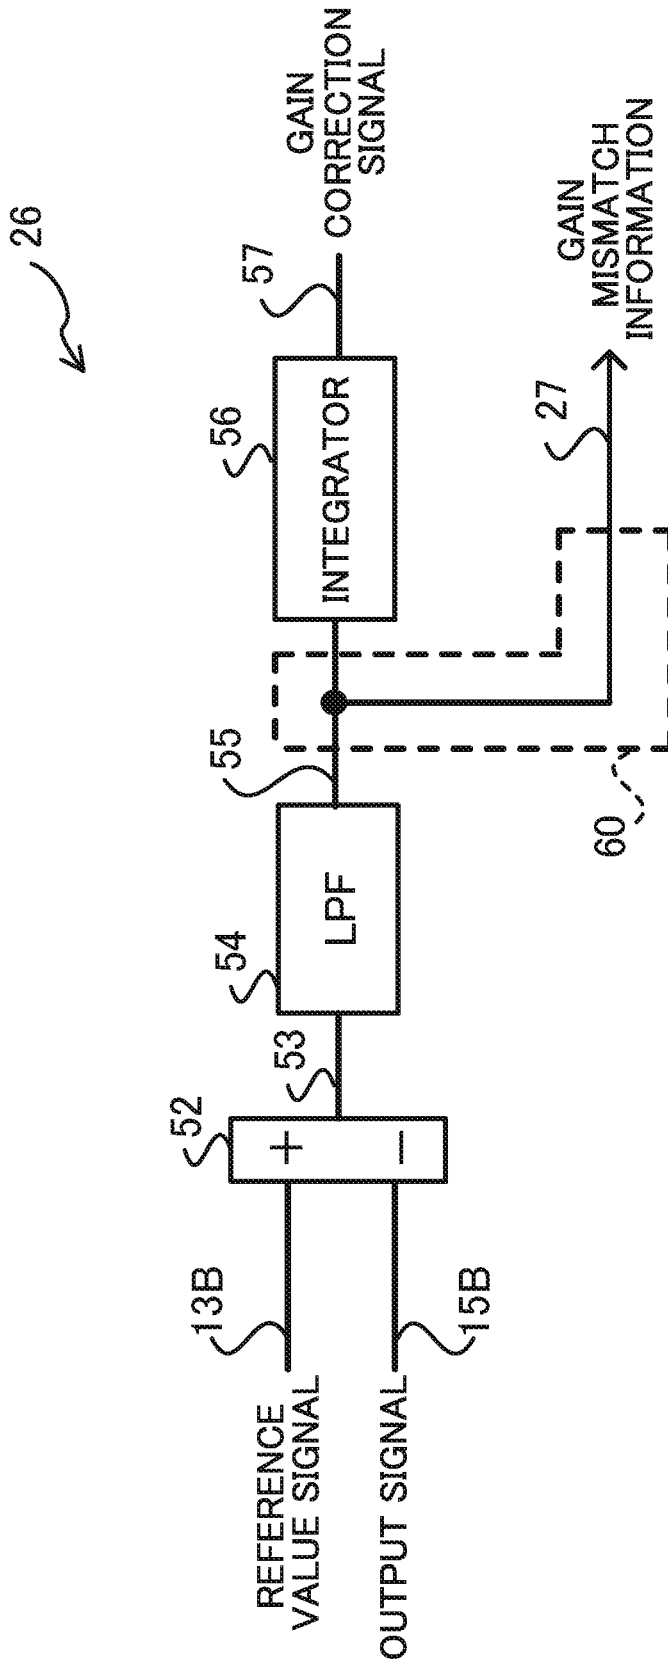 26
REFERENCE
VALUE SIGNAL
13B
OUTPUT SIGNAL
15B
52
+
−
53
54
LPF
55
56
INTEGRATOR
57
GAIN
CORRECTION
SIGNAL
60
27
GAIN
MISMATCH
INFORMATION